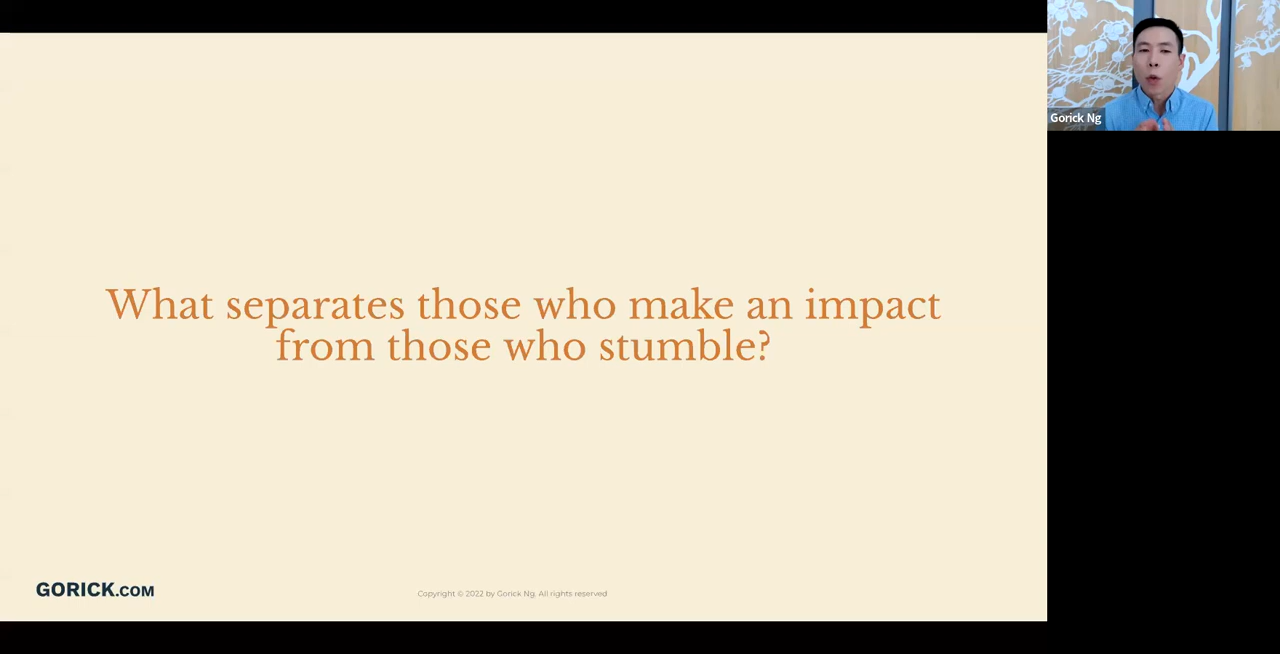 Gorick Ng
What separates those who make an impact
from those who stumble?
GORICK.COM
Copyright © 2022 by Gorick Ng. All rights reserved